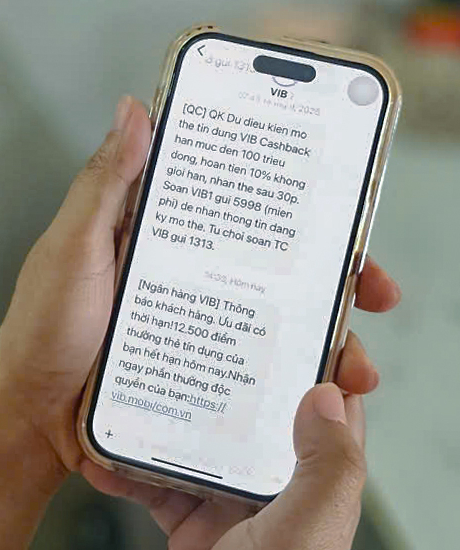 gui 131
VIB
[QC] QK Du dieu kien mo
the tin dung VIB Cashback
han muc den 100 trieu
dong, hoan tien 10% khong
gioi han, nhan the sau 30p.
Soan VIB1 gui 5998 (mien
phi) de nhan thong tin dang
ky mo the. Tu choi soan TC
VIB gui 1313.
Hôm nay
[Ngân hàng VIB] Thông
báo khách hàng. Ưu đãi có
thời hạn!12.500 điểm
thưởng thẻ tín dụng của
bạn hết hạn hôm nay.Nhận
ngay phần thưởng độc
quyền của bạn:https://
vib.mobi/com.vn
+